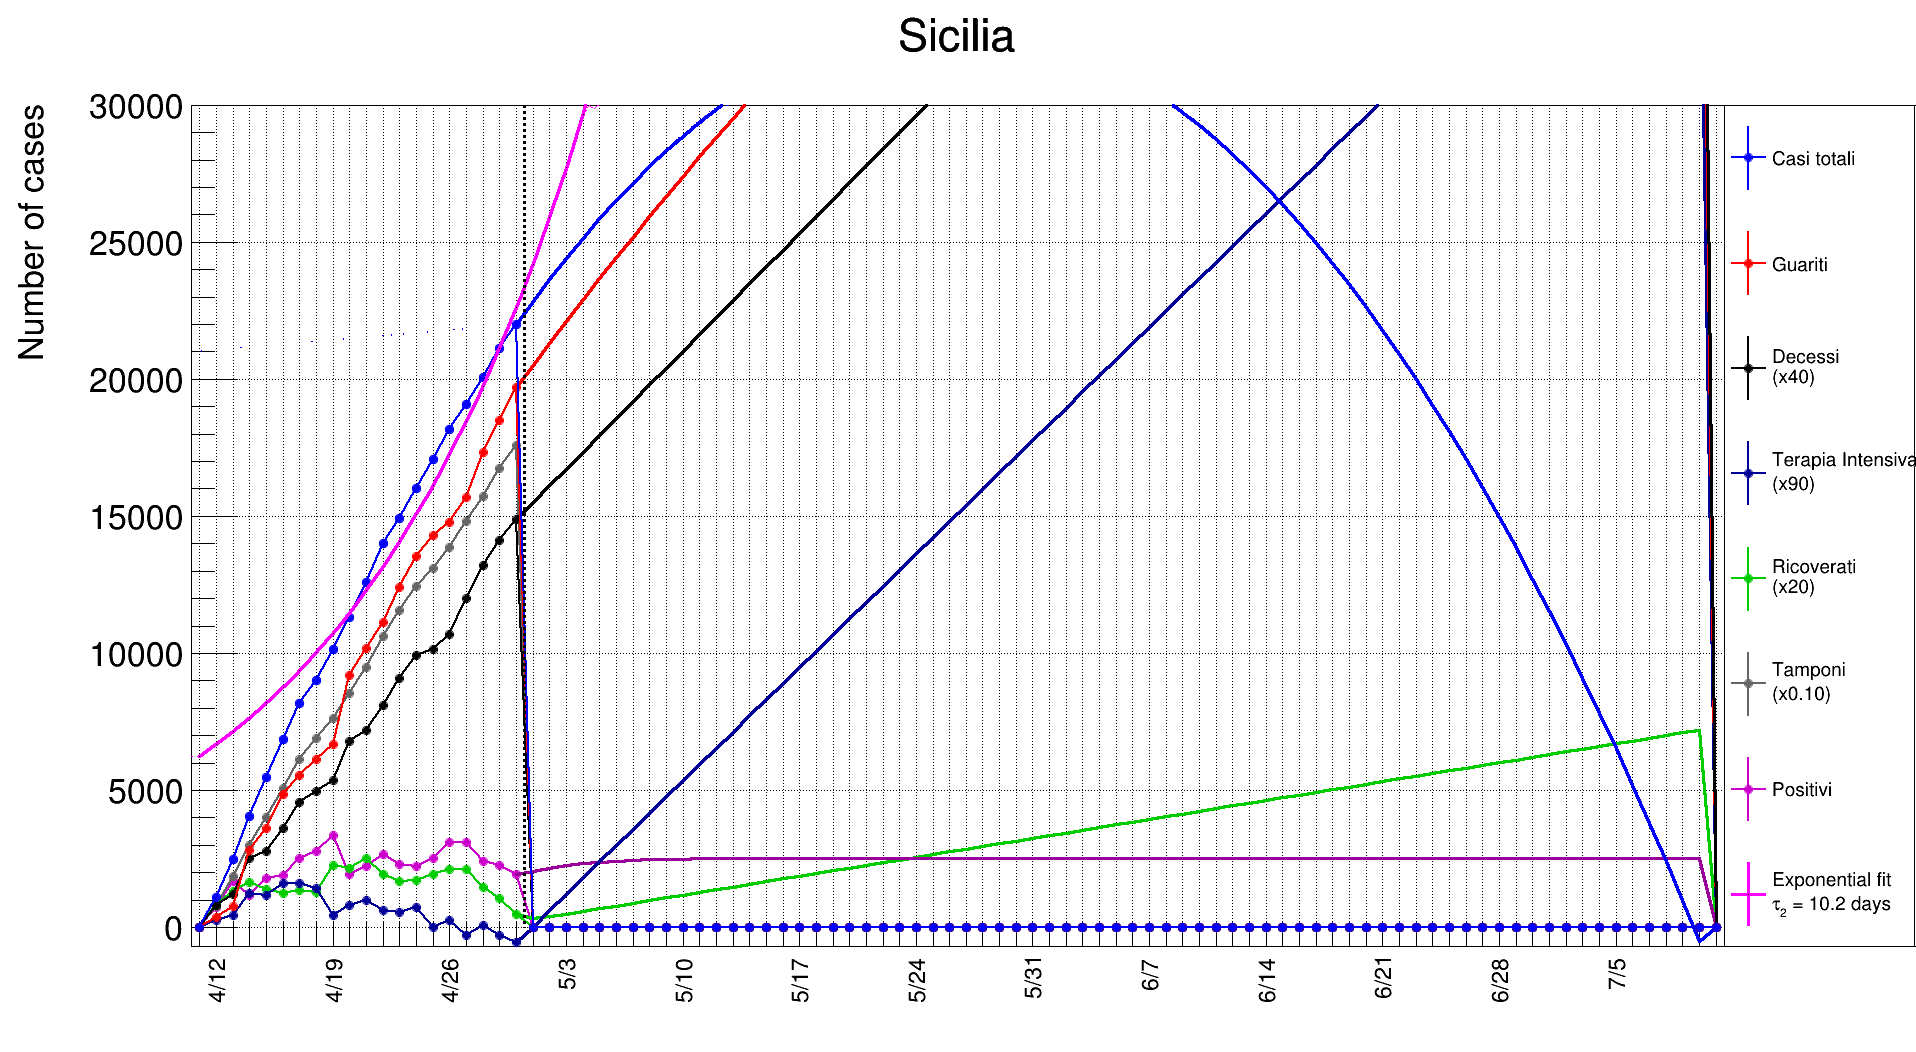 Sicilia
Number of cases
30000
25000
20000
15000
10000
5000
0
4/12
4/19
4/26
5/3
5/10
5/17
5/24
5/31
6/7
6/14
6/21
6/28
7/5
Casi totali
Guariti
Decessi
(x40)
Terapia Intensiva
(x90)
Ricoverati
(x20)
Tamponi
(x0.10)
Positivi
Exponential fit
τ2 = 10.2 days